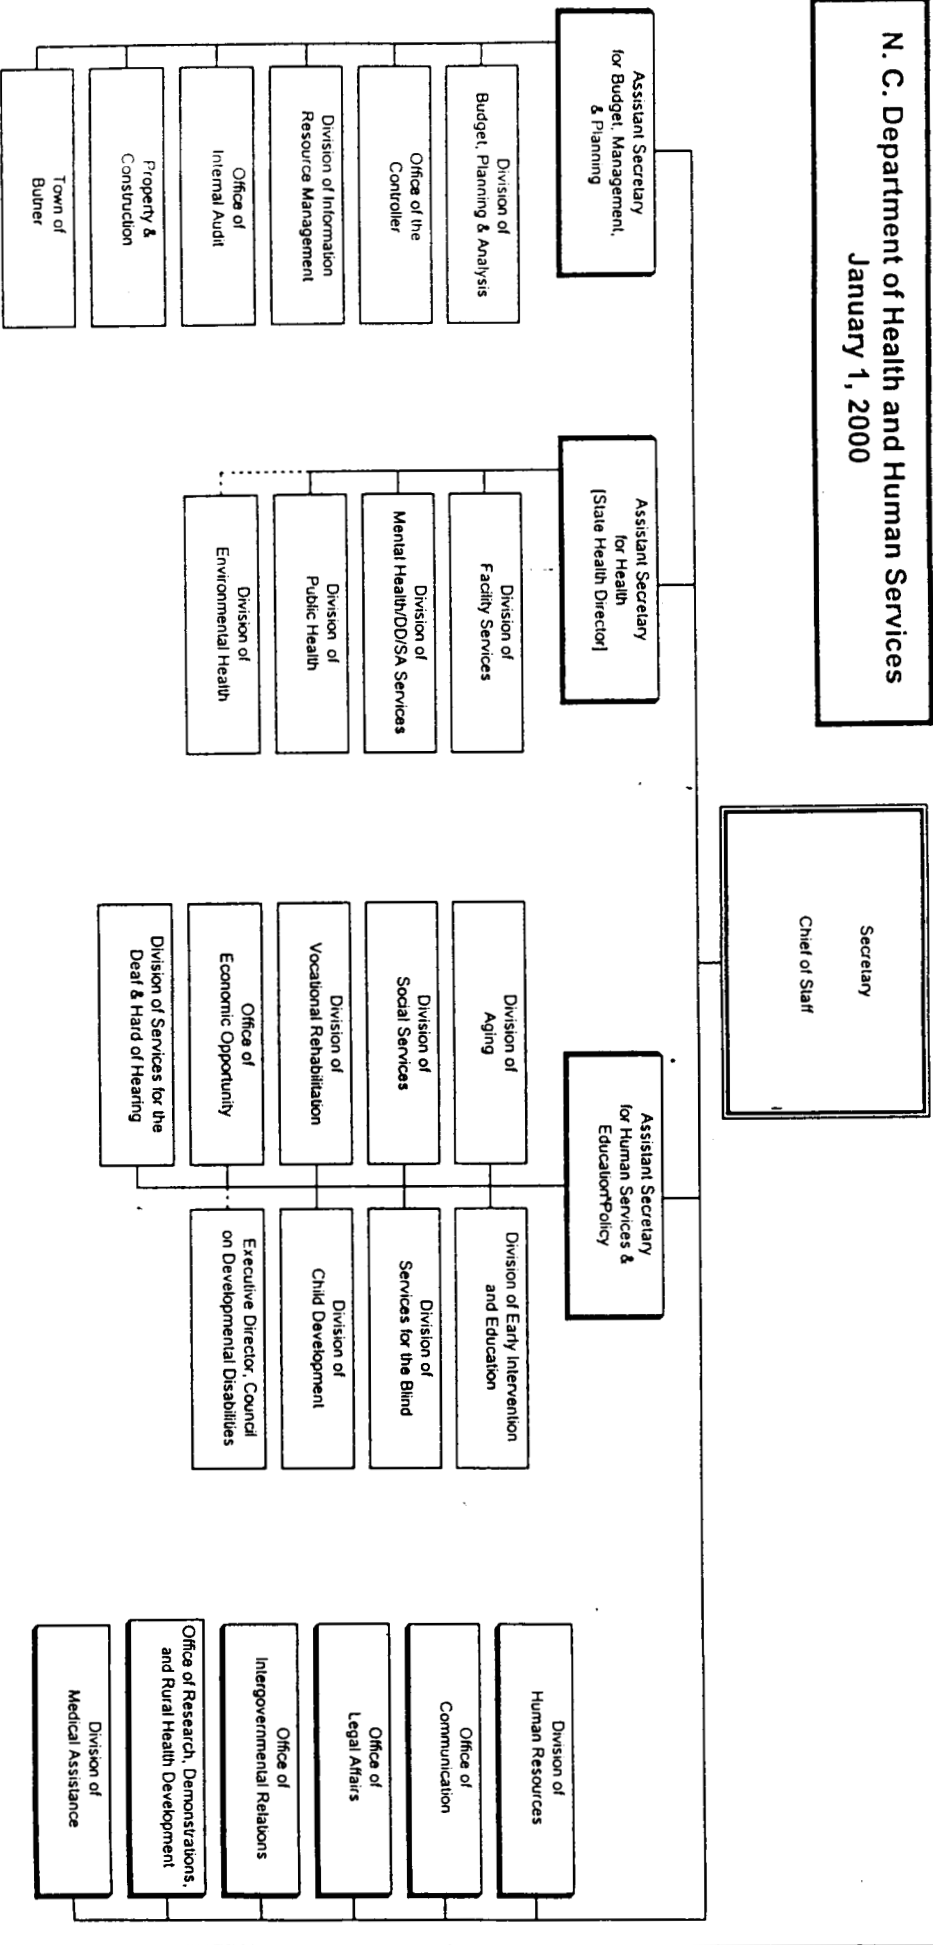 N. C. Department of Health and Human Services
January 1, 2000
Secretary
Chief of Staff
Assistant Secretary
for Budget, Management,
& Planning
Division of
Budget, Planning & Analysis
Office of the
Controller
Division of Information
Resource Management
Office of
Internal Audit
Property &
Construction
Town of
Butner
Assistant Secretary
for Health
[State Health Director]
Division of
Facility Services
Division of
Mental Health/DD/SA Services
Division of
Public Health
Division of
Environmental Health
Assistant Secretary
for Human Services &
Education Policy
Division of
Aging
Division of Early Intervention
and Education
Division of
Social Services
Division of
Services for the Blind
Division of
Vocational Rehabilitation
Division of
Child Development
Office of
Economic Opportunity
Executive Director, Council
on Developmental Disabilities
Division of Services for the
Deaf & Hard of Hearing
Division of
Human Resources
Office of
Communication
Office of
Legal Affairs
Office of
Intergovernmental Relations
Office of Research, Demonstrations,
and Rural Health Development
Division of
Medical Assistance